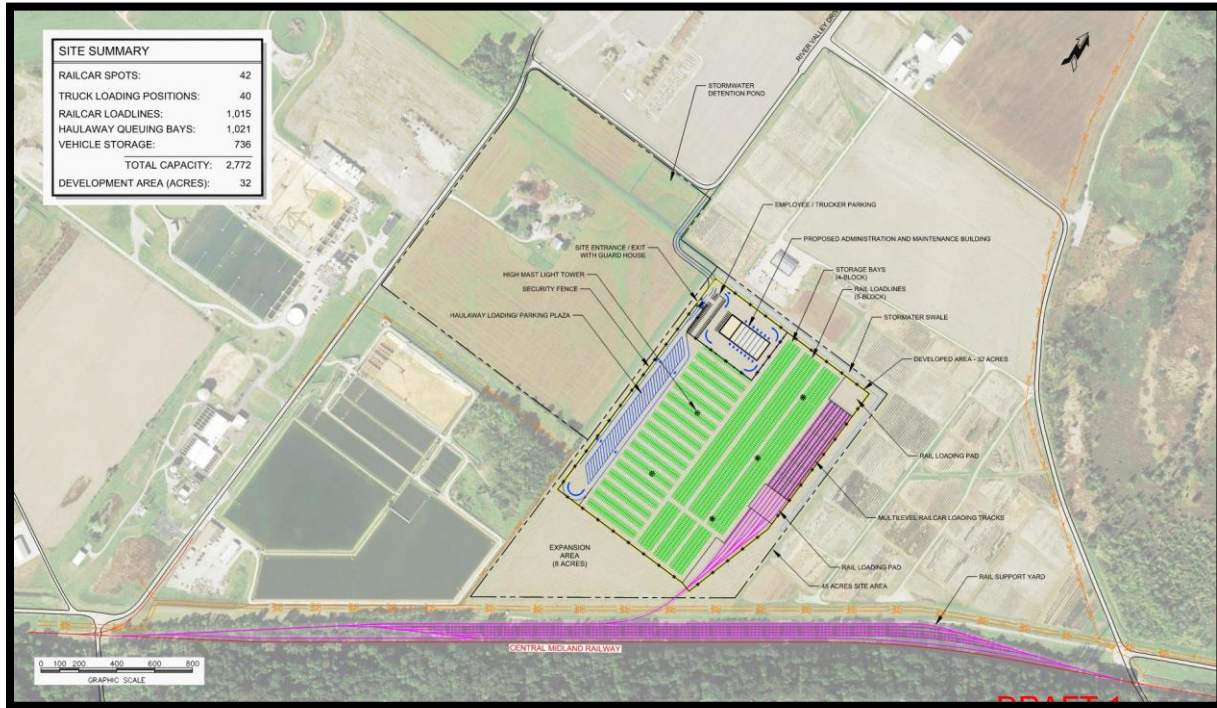 SITE SUMMARY
RAILCAR SPOTS: 42
TRUCK LOADING POSITIONS: 40
RAILCAR LOADLINES: 1,015
HAULAWAY QUEUING BAYS: 1,021
VEHICLE STORAGE: 736
TOTAL CAPACITY: 2,772
DEVELOPMENT AREA (ACRES): 32
RIVER VALLEY DRIVE
STORMWATER
DETENTION POND
EMPLOYEE / TRUCKER PARKING
PROPOSED ADMINISTRATION AND MAINTENANCE BUILDING
SITE ENTRANCE / EXIT
WITH GUARD HOUSE
HIGH MAST LIGHT TOWER
SECURITY FENCE
HAULAWAY LOADING/ PARKING PLAZA
STORAGE BAYS
(4-BLOCK)
RAIL LOADLINES
(5-BLOCK)
STORMATER SWALE
DEVELOPED AREA - 32 ACRES
RAIL LOADING PAD
MULTILEVEL RAILCAR LOADING TRACKS
EXPANSION
AREA
(8 ACRES)
RAIL LOADING PAD
SITE AREA
RAIL SUPPORT YARD
CENTRAL MIDLAND RAILWAY
0 100 200 400 600 800
GRAPHIC SCALE
DRAFT 1